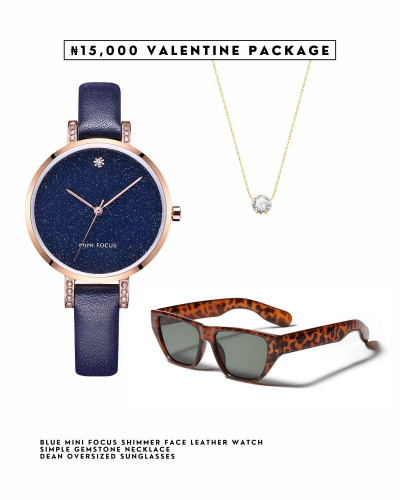 ₦15,000 VALENTINE PACKAGE
MINI FOCUS
BLUE MINI FOCUS SHIMMER FACE LEATHER WATCH
SIMPLE GEMSTONE NECKLACE
DEAN OVERSIZED SUNGLASSES